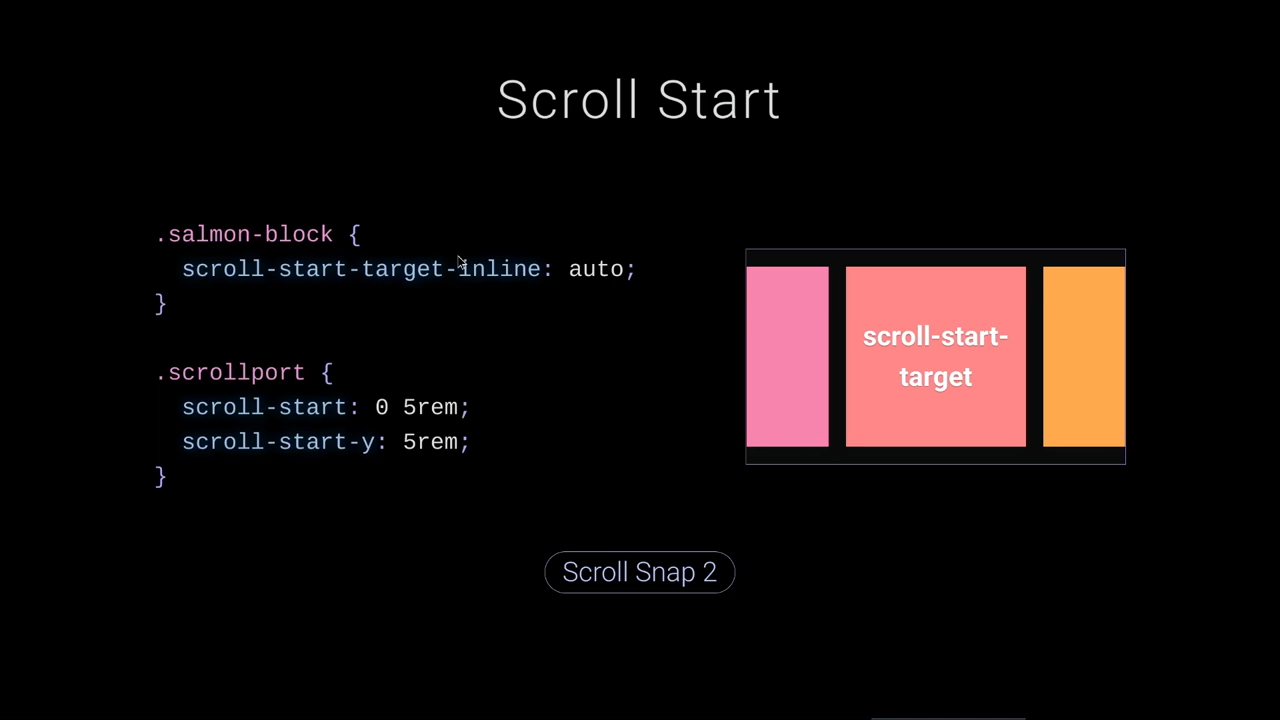 Scroll Start
.salmon-block {
  scroll-start-target-inline: auto;
}
.scrollport {
  scroll-start: 0 5rem;
  scroll-start-y: 5rem;
}
scroll-start-
target
Scroll Snap 2